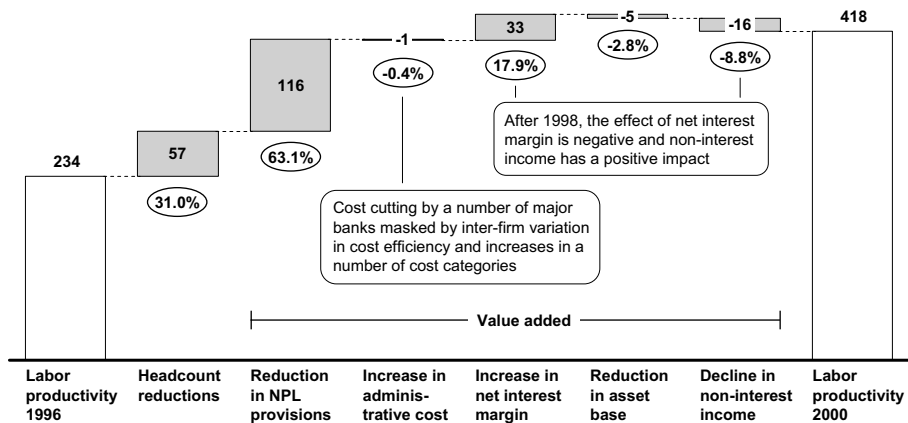 234
57
31.0%
116
63.1%
-1
-0.4%
33
17.9%
-5
-2.8%
-16
-8.8%
418
After 1998, the effect of net interest
margin is negative and non-interest
income has a positive impact
Cost cutting by a number of major
banks masked by inter-firm variation
in cost efficiency and increases in a
number of cost categories
Value added
Labor
productivity
1996
Headcount
reductions
Reduction
in NPL
provisions
Increase in
adminis-
trative cost
Increase in
net interest
margin
Reduction
in asset
base
Decline in
non-interest
income
Labor
productivity
2000